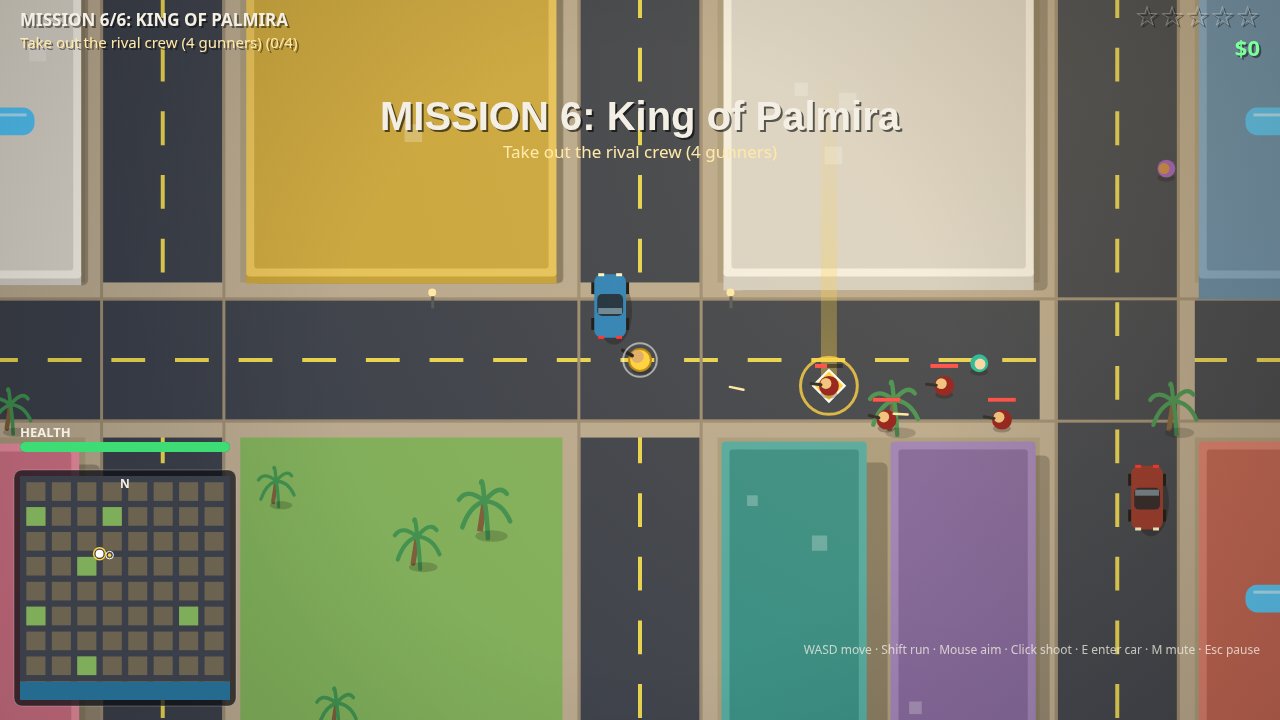 MISSION 6/6: KING OF PALMIRA
Take out the rival crew (4 gunners) (0/4)
☆☆☆☆☆
$0
MISSION 6: King of Palmira
Take out the rival crew (4 gunners)
HEALTH
N
WASD move · Shift run · Mouse aim · Click shoot · E enter car · M mute · Esc pause